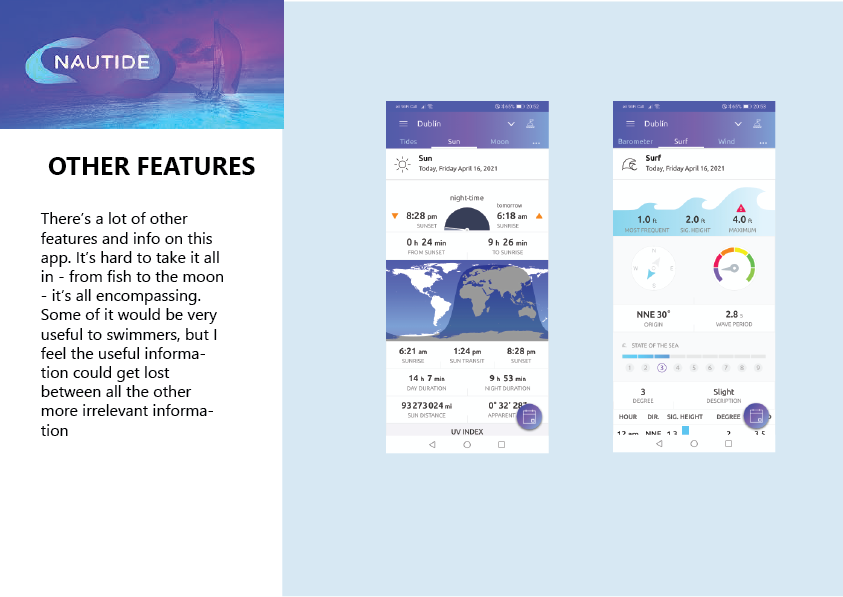 NAUTIDE
OTHER FEATURES
There's a lot of other
features and info on this
app. It's hard to take it all
in - from fish to the moon
- it's all encompassing.
Some of it would be very
useful to swimmers, but I
feel the useful informa-
tion could get lost
between all the other
more irrelevant informa-
tion
20:52
Dublin
Tides Sun Moon ...
Sun
Today, Friday April 16, 2021
night-time
tomorrow
8:28 pm 6:18 am
SUNSET SUNRISE
0 h 24 min 9 h 26 min
FROM SUNSET TO SUNRISE
6:21 am 1:24 pm 8:28 pm
SUNRISE SUN TRANSIT SUNSET
14 h 7 min 9 h 53 min
DAY DURATION NIGHT DURATION
93273024 mi 0° 32' 28"
SUN DISTANCE APPARENT
UV INDEX
20:53
Dublin
Barometer Surf Wind ...
Surf
Today, Friday April 16, 2021
1.0 ft 2.0 ft 4.0 ft
MOST FREQUENT SIG. HEIGHT MAXIMUM
N
W E
S
NNE 30° 2.8 s
ORIGIN WAVE PERIOD
STATE OF THE SEA
1 2 3 4 5 6 7 8 9
3 Slight
DEGREE DESCRIPTION
HOUR DIR. SIG. HEIGHT DEGREE
12 am NNE 1.3 2 3.5